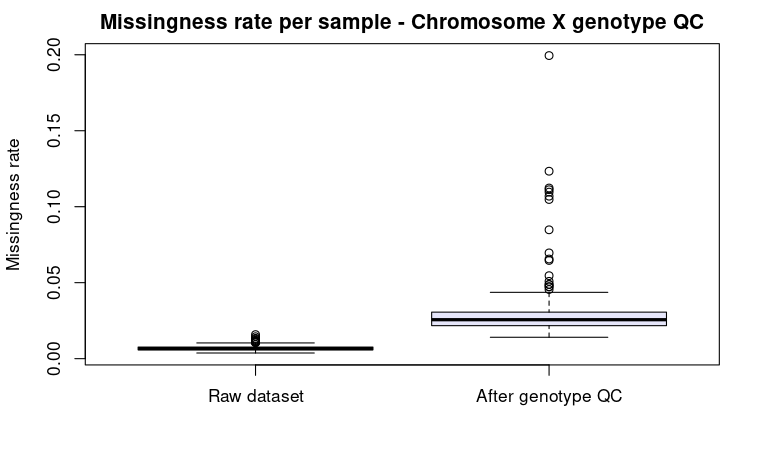 Missingness rate per sample - Chromosome X genotype QC
Missingness rate
0.20
0.15
0.10
0.05
0.00
Raw dataset
After genotype QC